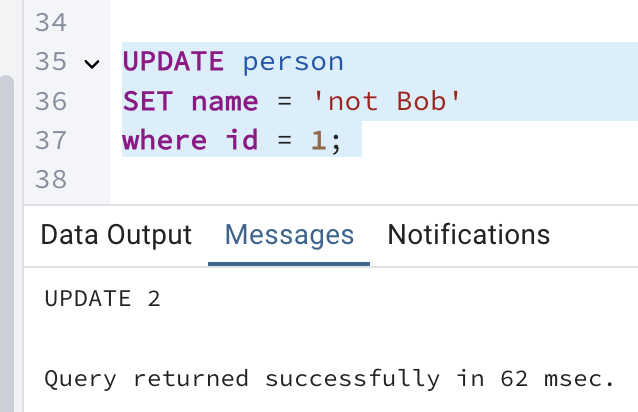 34
35 UPDATE person
36 SET name = 'not Bob'
37 where id = 1;
38
Data Output Messages Notifications
UPDATE 2
Query returned successfully in 62 msec.